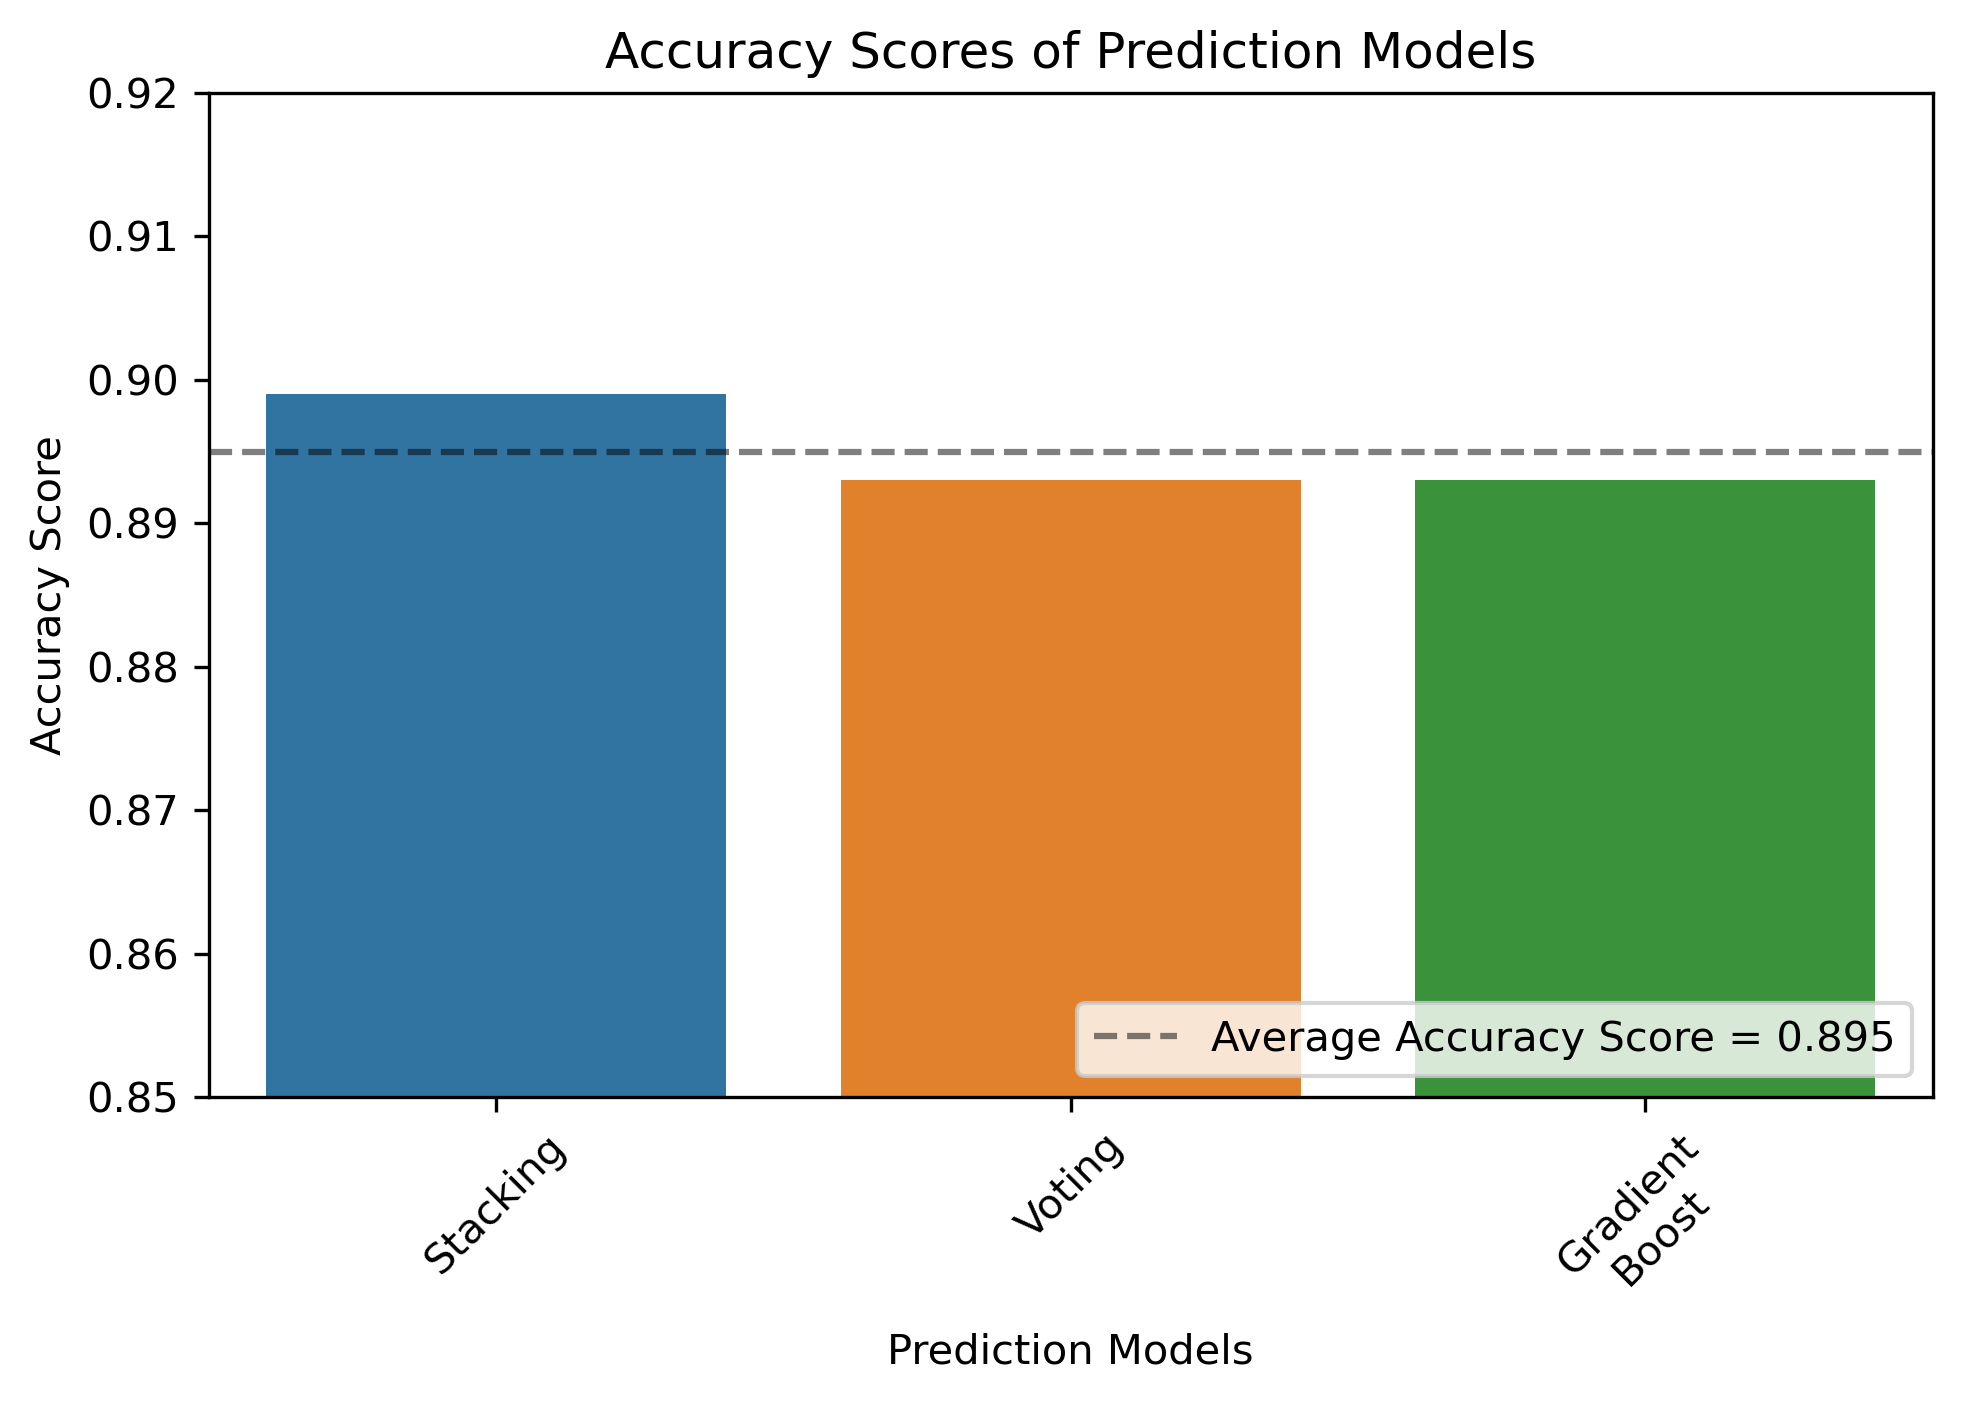 Accuracy Scores of Prediction Models
0.92
0.91
0.90
0.89
0.88
0.87
0.86
0.85
Accuracy Score
Average Accuracy Score = 0.895
Stacking
Voting
Gradient
Boost
Prediction Models